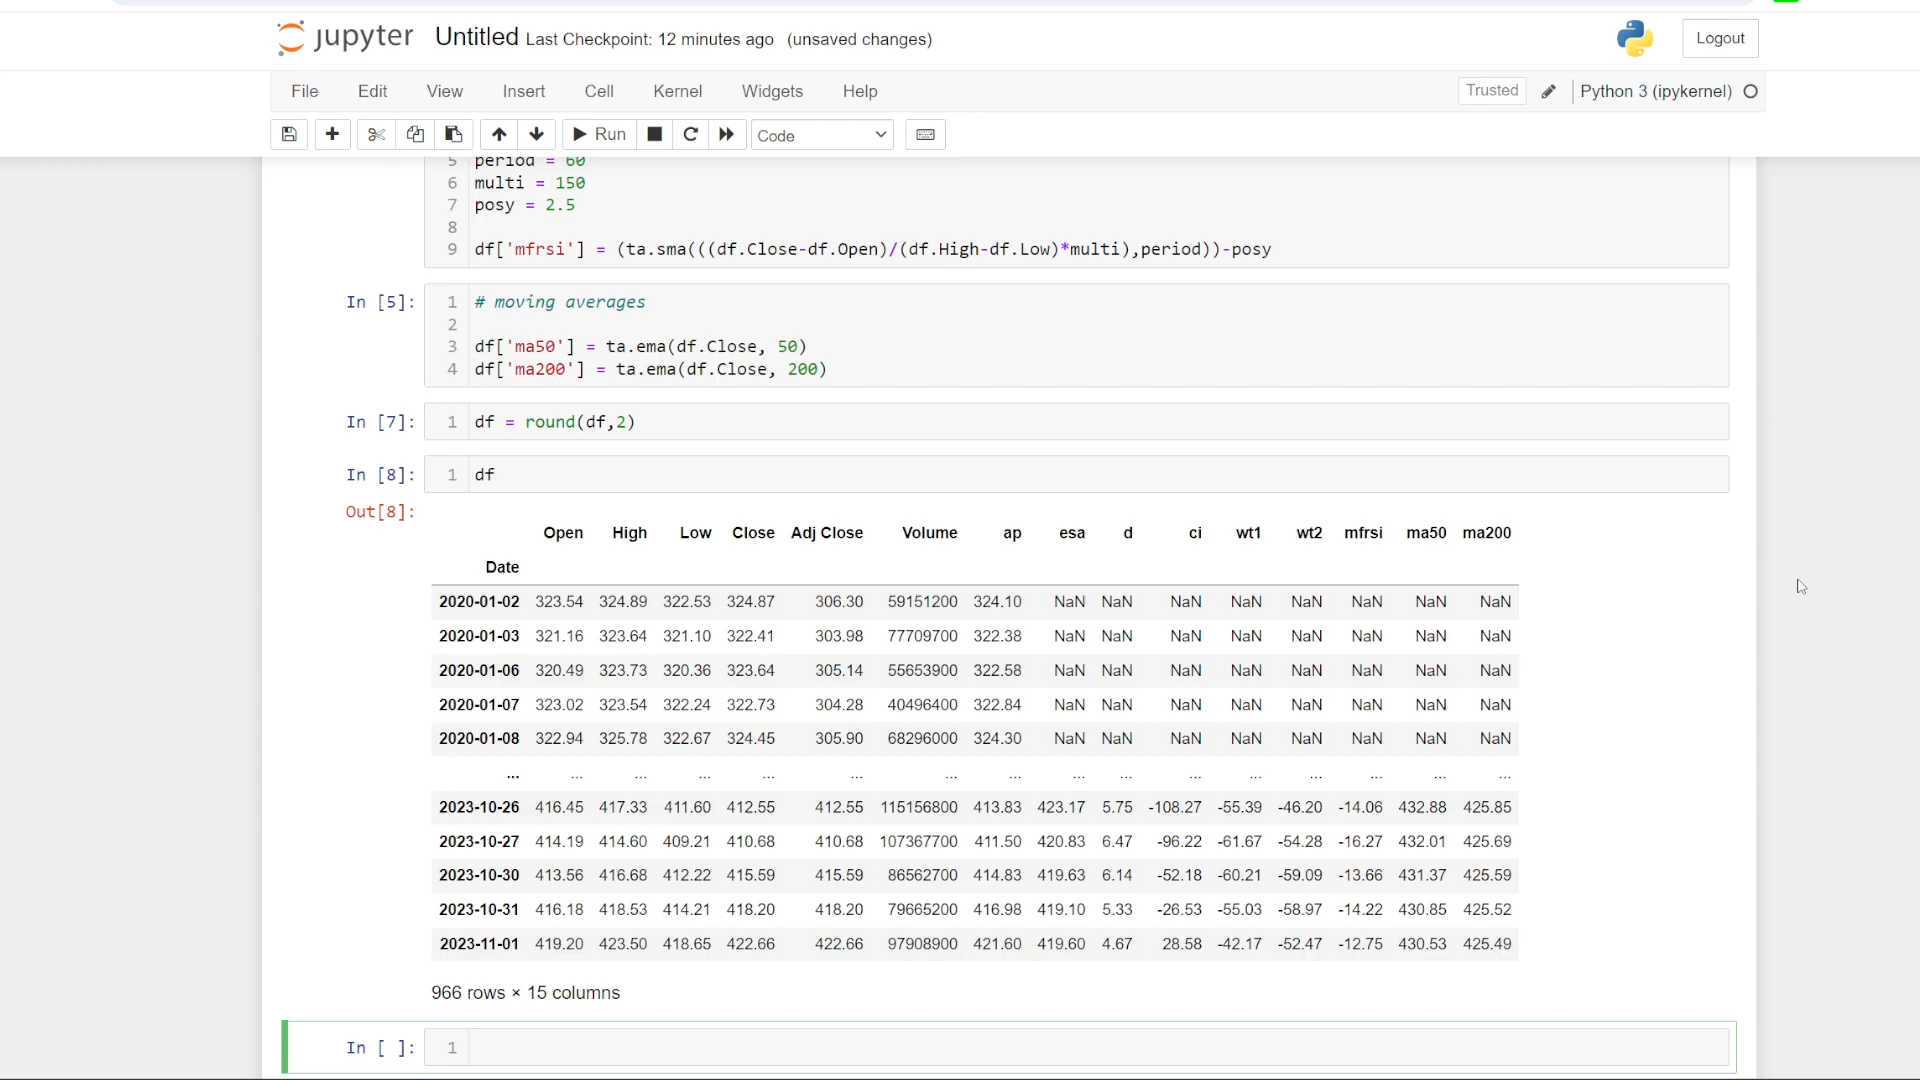 jupyter Untitled Last Checkpoint: 12 minutes ago (unsaved changes) Logout
File Edit View Insert Cell Kernel Widgets Help Trusted Python 3 (ipykernel)
Run Code
5 period = 60
6 multi = 150
7 posy = 2.5
8
9 df['mfrsi'] = (ta.sma(((df.Close-df.Open)/(df.High-df.Low)*multi),period))-posy
In [5]: 1 # moving averages
2
3 df['ma50'] = ta.ema(df.Close, 50)
4 df['ma200'] = ta.ema(df.Close, 200)
In [7]: 1 df = round(df,2)
In [8]: 1 df
Out[8]:
Open High Low Close Adj Close Volume ap esa d ci wt1 wt2 mfrsi ma50 ma200
Date
2020-01-02 323.54 324.89 322.53 324.87 306.30 59151200 324.10 NaN NaN NaN NaN NaN NaN NaN NaN
2020-01-03 321.16 323.64 321.10 322.41 303.98 77709700 322.38 NaN NaN NaN NaN NaN NaN NaN NaN
2020-01-06 320.49 323.73 320.36 323.64 305.14 55653900 322.58 NaN NaN NaN NaN NaN NaN NaN NaN
2020-01-07 323.02 323.54 322.24 322.73 304.28 40496400 322.84 NaN NaN NaN NaN NaN NaN NaN NaN
2020-01-08 322.94 325.78 322.67 324.45 305.90 68296000 324.30 NaN NaN NaN NaN NaN NaN NaN NaN
... ... ... ... ... ... ... ... ... ... ... ... ... ... ... ...
2023-10-26 416.45 417.33 411.60 412.55 412.55 115156800 413.83 423.17 5.75 -108.27 -55.39 -46.20 -14.06 432.88 425.85
2023-10-27 414.19 414.60 409.21 410.68 410.68 107367700 411.50 420.83 6.47 -96.22 -61.67 -54.28 -16.27 432.01 425.69
2023-10-30 413.56 416.68 412.22 415.59 415.59 86562700 414.83 419.63 6.14 -52.18 -60.21 -59.09 -13.66 431.37 425.59
2023-10-31 416.18 418.53 414.21 418.20 418.20 79665200 416.98 419.10 5.33 -26.53 -55.03 -58.97 -14.22 430.85 425.52
2023-11-01 419.20 423.50 418.65 422.66 422.66 97908900 421.60 419.60 4.67 28.58 -42.17 -52.47 -12.75 430.53 425.49
966 rows × 15 columns
In [ ]: 1